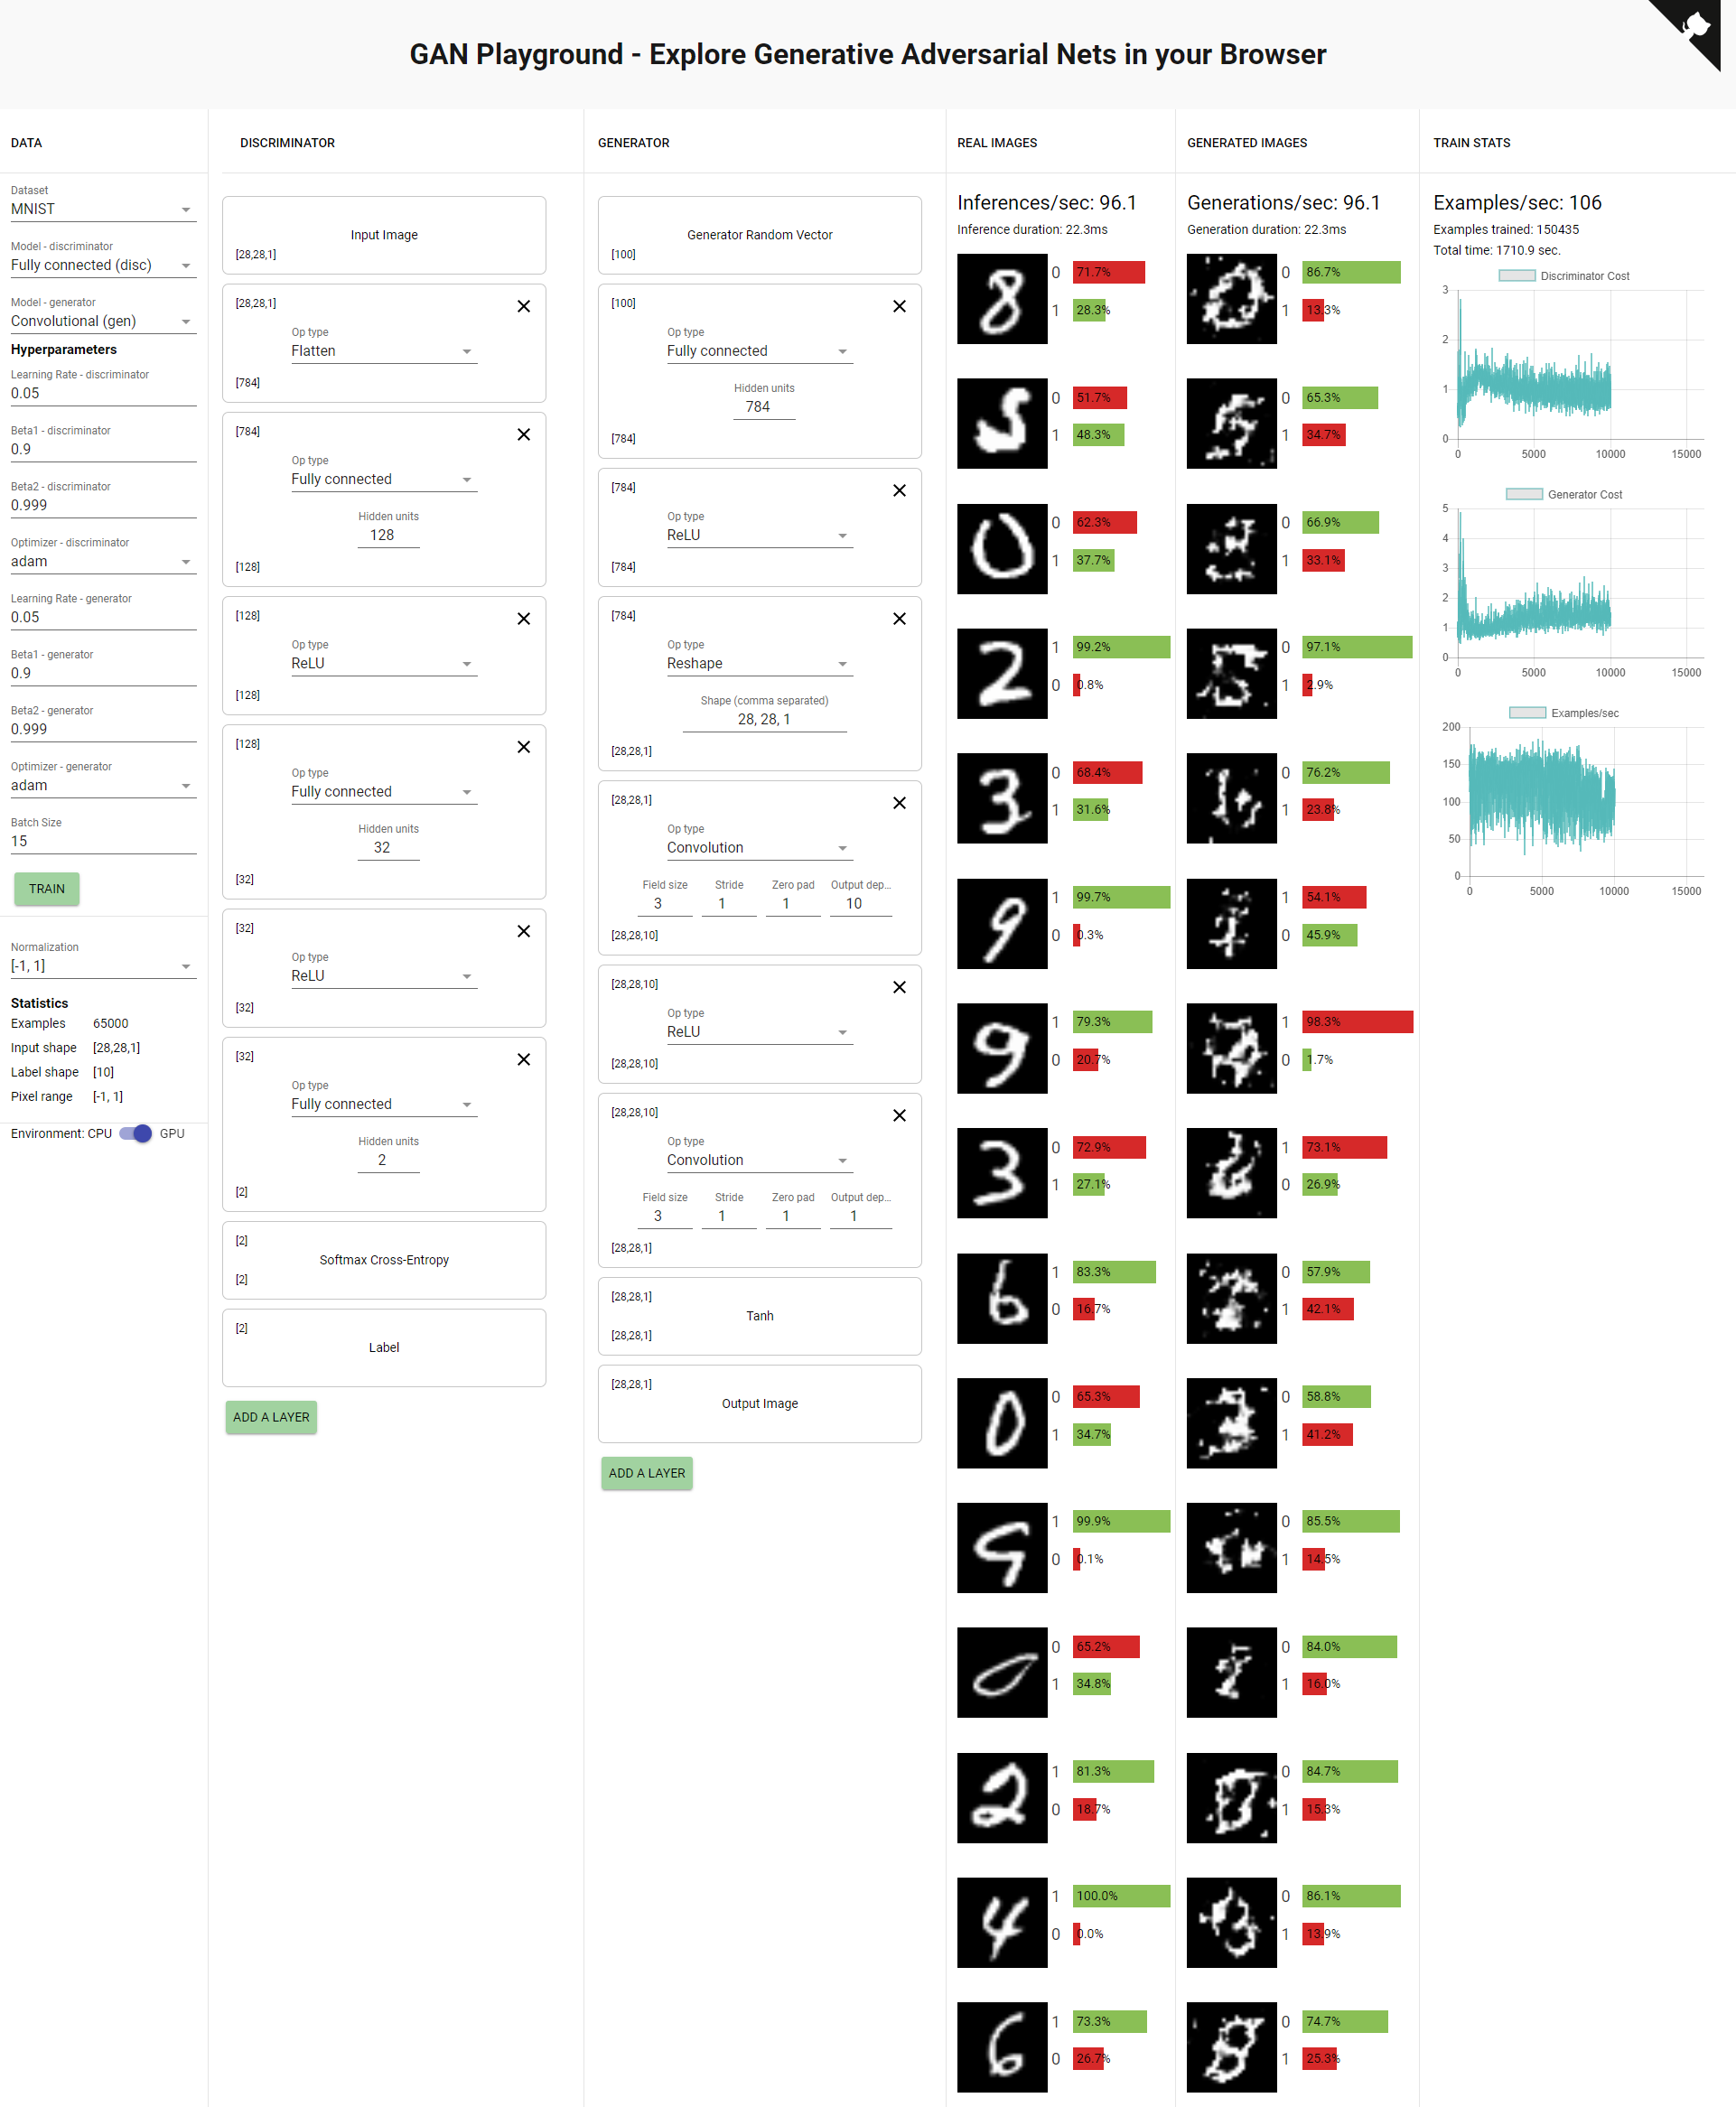 GAN Playground - Explore Generative Adversarial Nets in your Browser
DATA
Dataset
MNIST
Model - discriminator
Fully connected (disc)
Model - generator
Convolutional (gen)
Hyperparameters
Learning Rate - discriminator
0.05
Beta1 - discriminator
0.9
Beta2 - discriminator
0.999
Optimizer - discriminator
adam
Learning Rate - generator
0.05
Beta1 - generator
0.9
Beta2 - generator
0.999
Optimizer - generator
adam
Batch Size
15
TRAIN
Normalization
[-1, 1]
Statistics
Examples 65000
Input shape [28,28,1]
Label shape [10]
Pixel range [-1, 1]
Environment: CPU GPU
DISCRIMINATOR
Input Image
[28,28,1]
[28,28,1]
Op type
Flatten
[784]
[784]
Op type
Fully connected
Hidden units
128
[128]
[128]
Op type
ReLU
[128]
[128]
Op type
Fully connected
Hidden units
32
[32]
[32]
Op type
ReLU
[32]
[32]
Op type
Fully connected
Hidden units
2
[2]
[2]
Softmax Cross-Entropy
[2]
[2]
Label
ADD A LAYER
GENERATOR
Generator Random Vector
[100]
[100]
Op type
Fully connected
Hidden units
784
[784]
[784]
Op type
ReLU
[784]
[784]
Op type
Reshape
Shape (comma separated)
28, 28, 1
[28,28,1]
[28,28,1]
Op type
Convolution
Field size Stride Zero pad Output dep...
3 1 1 10
[28,28,10]
[28,28,10]
Op type
ReLU
[28,28,10]
[28,28,10]
Op type
Convolution
Field size Stride Zero pad Output dep...
3 1 1 1
[28,28,1]
[28,28,1]
Tanh
[28,28,1]
[28,28,1]
Output Image
ADD A LAYER
REAL IMAGES
Inferences/sec: 96.1
Inference duration: 22.3ms
8
0 71.7%
1 28.3%
5
0 51.7%
1 48.3%
0
0 62.3%
1 37.7%
2
1 99.2%
0 0.8%
3
0 68.4%
1 31.6%
9
1 99.7%
0 0.3%
9
1 79.3%
0 20.7%
3
0 72.9%
1 27.1%
6
1 83.3%
0 16.7%
0
0 65.3%
1 34.7%
5
1 99.9%
0 0.1%
0
0 65.2%
1 34.8%
2
1 81.3%
0 18.7%
4
1 100.0%
0 0.0%
6
1 73.3%
0 26.7%
GENERATED IMAGES
Generations/sec: 96.1
Generation duration: 22.3ms
0 86.7%
1 13.3%
0 65.3%
1 34.7%
0 66.9%
1 33.1%
0 97.1%
1 2.9%
0 76.2%
1 23.8%
1 54.1%
0 45.9%
1 98.3%
0 1.7%
1 73.1%
0 26.9%
0 57.9%
1 42.1%
0 58.8%
1 41.2%
0 85.5%
1 14.5%
0 84.0%
1 16.0%
0 84.7%
1 15.3%
0 86.1%
1 13.9%
0 74.7%
1 25.3%
TRAIN STATS
Examples/sec: 106
Examples trained: 150435
Total time: 1710.9 sec.
Discriminator Cost
3
2
1
0
0 5000 10000 15000
Generator Cost
5
4
3
2
1
0
0 5000 10000 15000
Examples/sec
200
150
100
50
0
0 5000 10000 15000